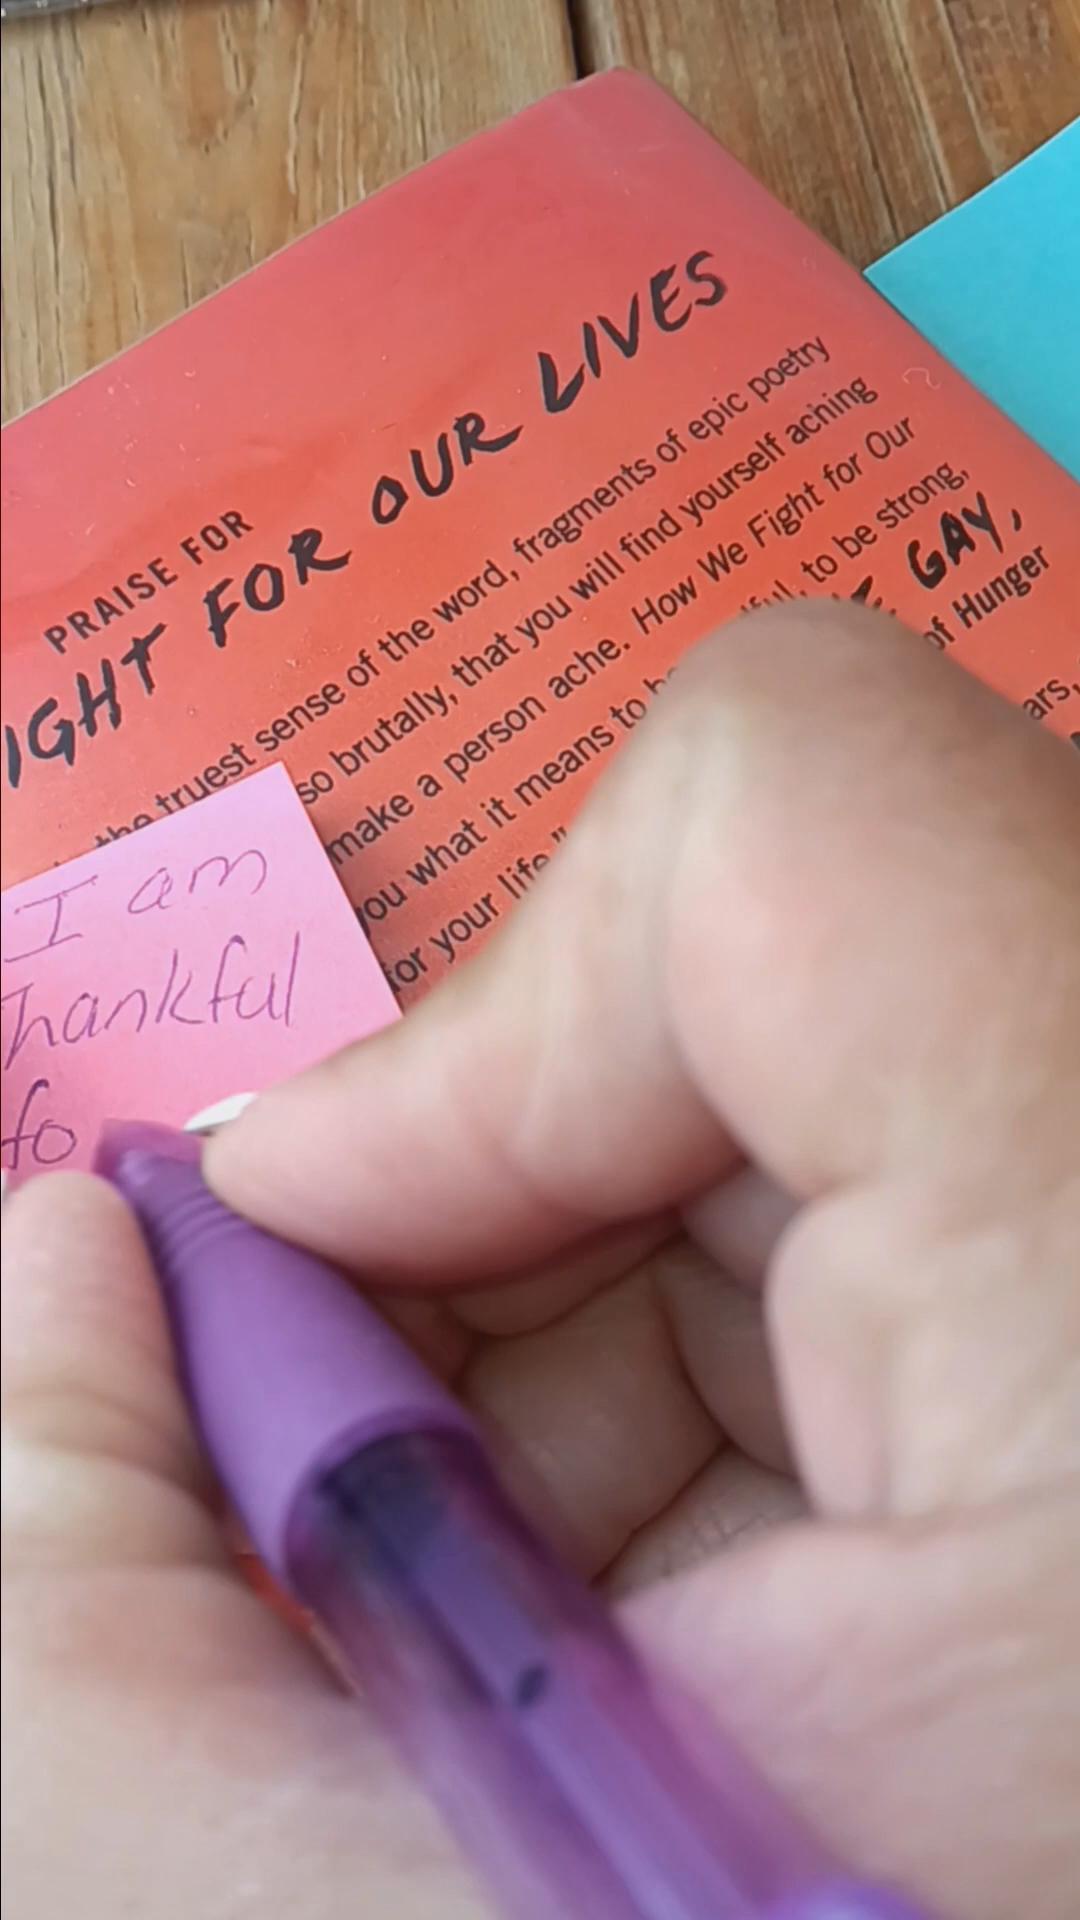 PRAISE FOR
IGHT FOR OUR LIVES
the truest sense of the word, fragments of epic poetry
so brutally, that you will find yourself aching
make a person ache. How We Fight for Our
you what it means to to be strong,
for your life."
GAY,
of Hunger
ars,
I am
Thankful
fo